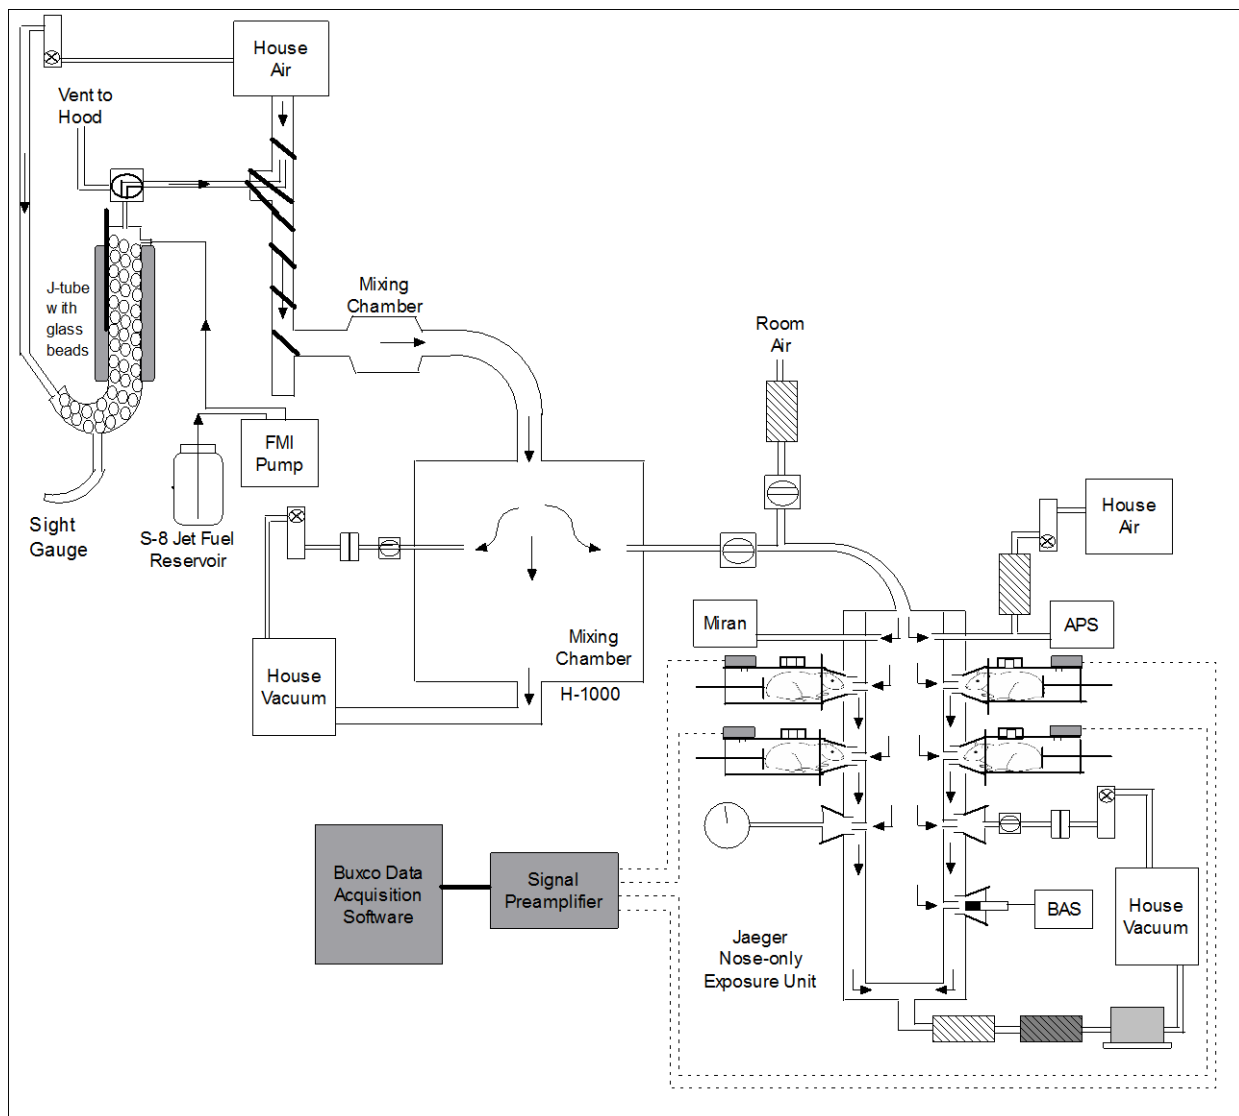 House
Air
Vent to
Hood
J-tube
with
glass
beads
Mixing
Chamber
Room
Air
FMI
Pump
House
Air
Sight
Gauge
S-8 Jet Fuel
Reservoir
Miran
APS
Mixing
Chamber
H-1000
House
Vacuum
Buxco Data
Acquisition
Software
Signal
Preamplifier
BAS
House
Vacuum
Jaeger
Nose-only
Exposure Unit